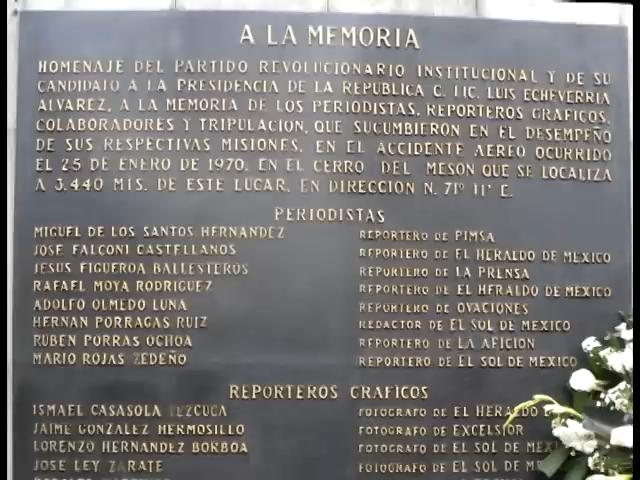 A LA MEMORIA
HOMENAJE DEL PARTIDO REVOLUCIONARIO INSTITUCIONAL Y DE SU
CANDIDATO A LA PRESIDENCIA DE LA REPUBLICA C. LIC. LUIS ECHEVERRIA
ALVAREZ, A LA MEMORIA DE LOS PERIODISTAS, REPORTEROS GRAFICOS,
COLABORADORES Y TRIPULACION, QUE SUCUMBIERON EN EL DESEMPEÑO
DE SUS RESPECTIVAS MISIONES, EN EL ACCIDENTE AEREO OCURRIDO
EL 25 DE ENERO DE 1970, EN EL CERRO DEL MESON QUE SE LOCALIZA
A 3,440 MTS. DE ESTE LUGAR, EN DIRECCION N. 71° 11' E.
PERIODISTAS
MIGUEL DE LOS SANTOS HERNANDEZ REPORTERO DE PIMSA
JOSE FALCONI CASTELLANOS REPORTERO DE EL HERALDO DE MEXICO
JESUS FIGUEROA BALLESTEROS REPORTERO DE LA PRENSA
RAFAEL MOYA RODRIGUEZ REPORTERO DE EL HERALDO DE MEXICO
ADOLFO OLMEDO LUNA REPORTERO DE OVACIONES
HERNAN PORRAGAS RUIZ REDACTOR DE EL SOL DE MEXICO
RUBEN PORRAS OCHOA REPORTERO DE LA AFICION
MARIO ROJAS ZEDEÑO REPORTERO DE EL SOL DE MEXICO
REPORTEROS GRAFICOS
ISMAEL CASASOLA TEZCUCA FOTOGRAFO DE EL HERALDO DE
JAIME GONZALEZ HERMOSILLO FOTOGRAFO DE EXCELSIOR
LORENZO HERNANDEZ BORBOA FOTOGRAFO DE EL SOL DE MEXI
JOSE LEY ZARATE FOTOGRAFO DE EL SOL DE MEX